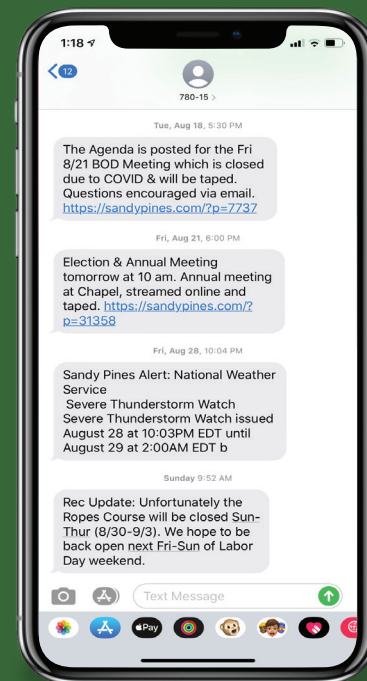 1:18
12
780-15 >
Tue, Aug 18, 5:30 PM
The Agenda is posted for the Fri
8/21 BOD Meeting which is closed
due to COVID & will be taped.
Questions encouraged via email.
https://sandypines.com/?p=7737
Fri, Aug 21, 6:00 PM
Election & Annual Meeting
tomorrow at 10 am. Annual meeting
at Chapel, streamed online and
taped. https://sandypines.com/?
p=31358
Fri, Aug 28, 10:04 PM
Sandy Pines Alert: National Weather
Service
Severe Thunderstorm Watch
Severe Thunderstorm Watch issued
August 28 at 10:03PM EDT until
August 29 at 2:00AM EDT b
Sunday 9:52 AM
Rec Update: Unfortunately the
Ropes Course will be closed Sun-
Thur (8/30-9/3). We hope to be
back open next Fri-Sun of Labor
Day weekend.
Text Message
Pay